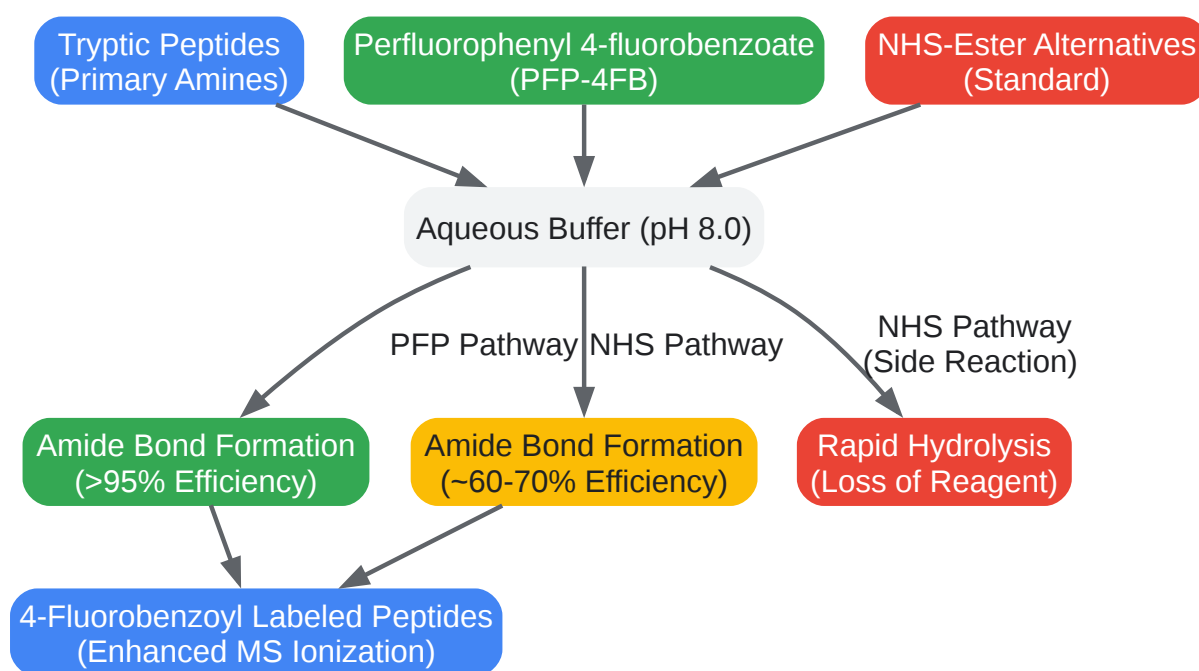 Tryptic Peptides
(Primary Amines)
Perfluorophenyl 4-fluorobenzoate
(PFP-4FB)
NHS-Ester Alternatives
(Standard)
Aqueous Buffer (pH 8.0)
PFP Pathway
NHS Pathway
NHS Pathway
(Side Reaction)
Amide Bond Formation
(>95% Efficiency)
Amide Bond Formation
(~60-70% Efficiency)
Rapid Hydrolysis
(Loss of Reagent)
4-Fluorobenzoyl Labeled Peptides
(Enhanced MS Ionization)